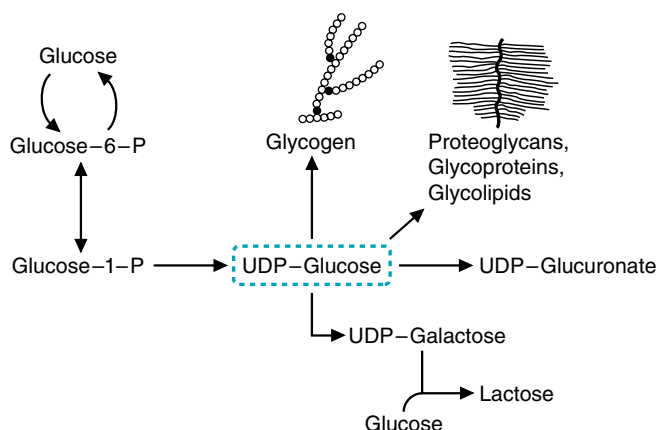 Glucose
Glucose–6–P
Glycogen
Proteoglycans,
Glycoproteins,
Glycolipids
Glucose–1–P
UDP–Glucose
UDP–Glucuronate
UDP–Galactose
Lactose
Glucose